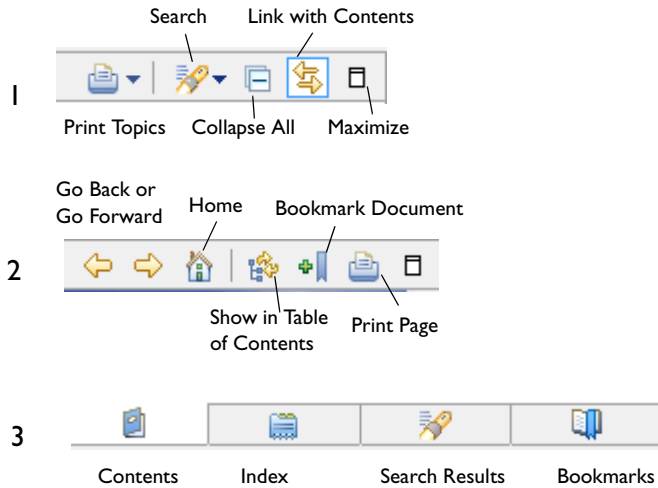 Search Link with Contents
1
Print Topics Collapse All Maximize
Go Back or
Go Forward
Home Bookmark Document
2
Show in Table
of Contents
Print Page
3
Contents Index Search Results Bookmarks